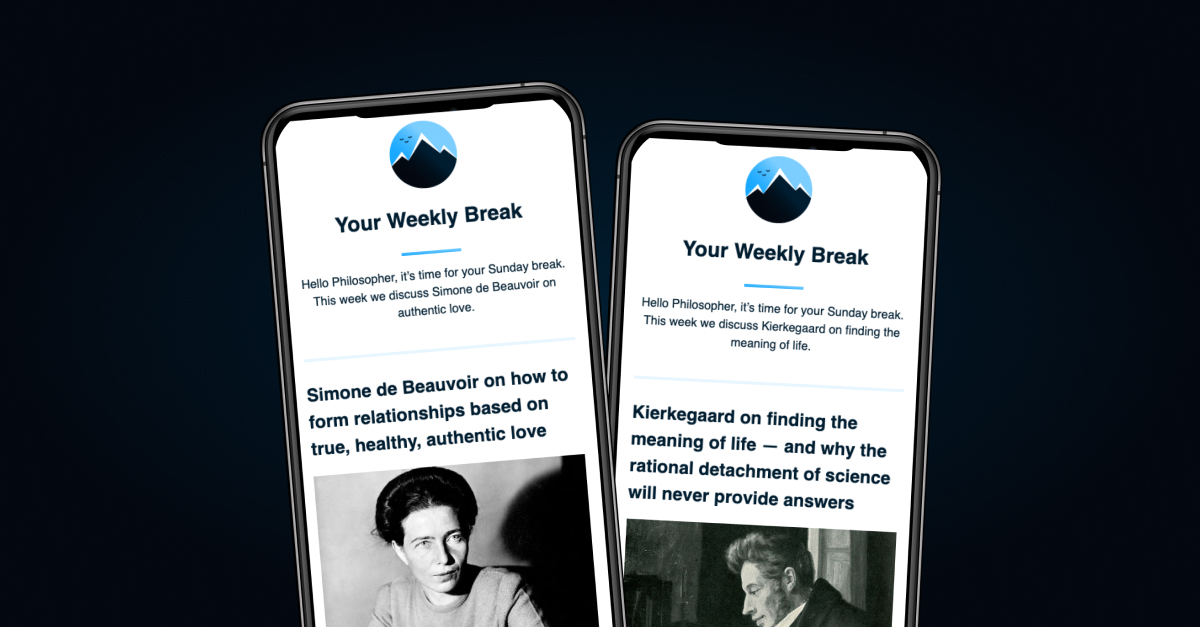 Your Weekly Break
Hello Philosopher, it's time for your Sunday break.
This week we discuss Simone de Beauvoir on
authentic love.
Simone de Beauvoir on how to
form relationships based on
true, healthy, authentic love
Your Weekly Break
Hello Philosopher, it's time for your Sunday break.
This week we discuss Kierkegaard on finding the
meaning of life.
Kierkegaard on finding the
meaning of life — and why the
rational detachment of science
will never provide answers